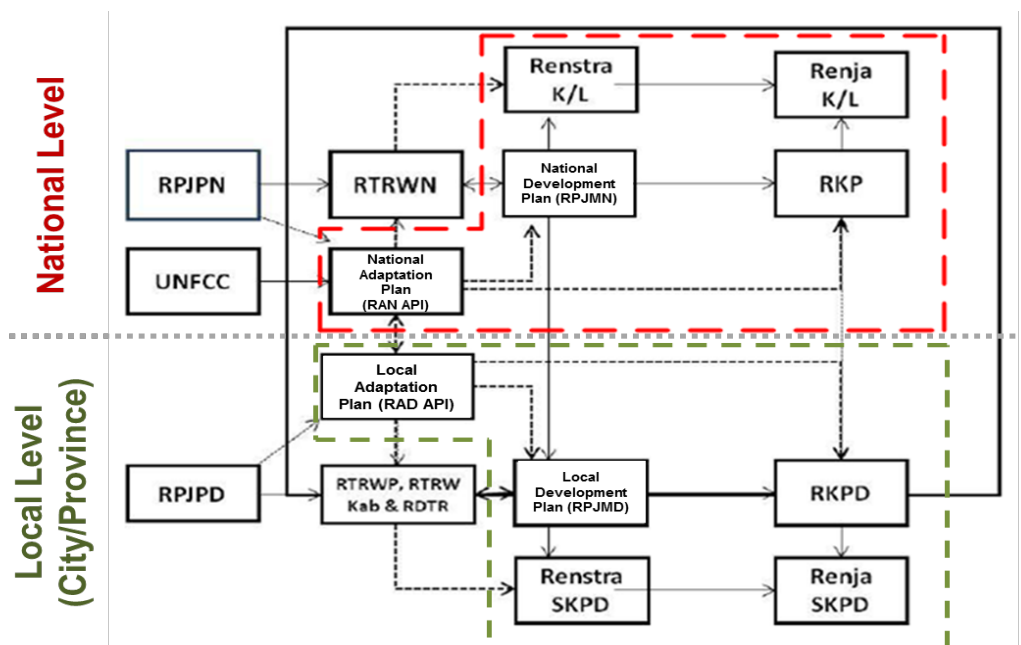 National Level
Renstra
K/L
Renja
K/L
RPJPN
RTRWN
National
Development
Plan (RPJMN)
RKP
UNFCC
National
Adaptation
Plan
(RAN API)
Local Level
(City/Province)
Local
Adaptation
Plan (RAD API)
RPJPD
RTRWP, RTRW
Kab & RDTR
Local
Development
Plan (RPJMD)
RKPD
Renstra
SKPD
Renja
SKPD